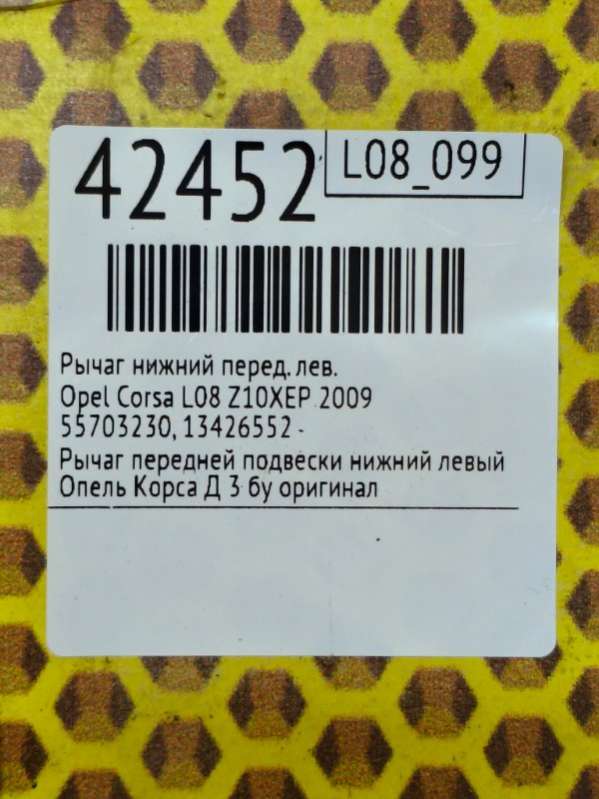 42452
L08_099
Рычаг нижний перед. лев.
Opel Corsa L08 Z10XEP 2009
55703230, 13426552 -
Рычаг передней подвески нижний левый
Опель Корса Д 3 бу оригинал